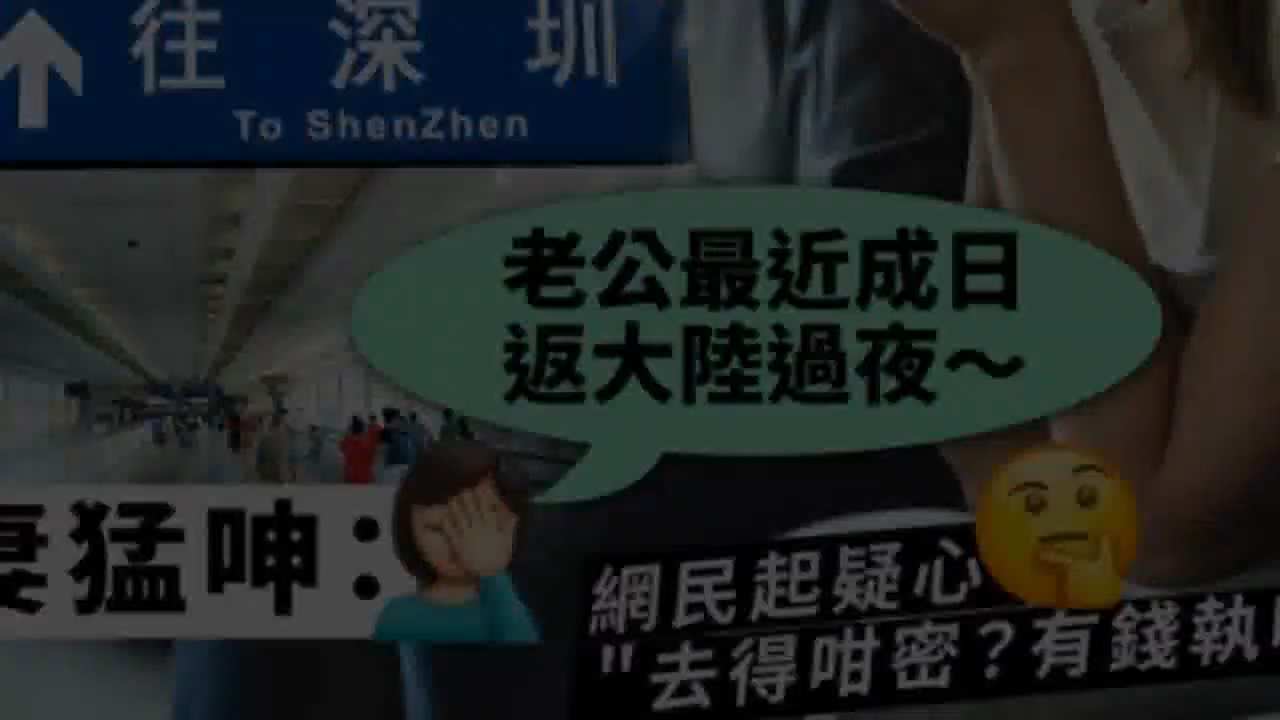 往深圳
To ShenZhen
老公最近成日
返大陸過夜～
妻猛呻：
網民起疑心
"去得咁密？有錢執